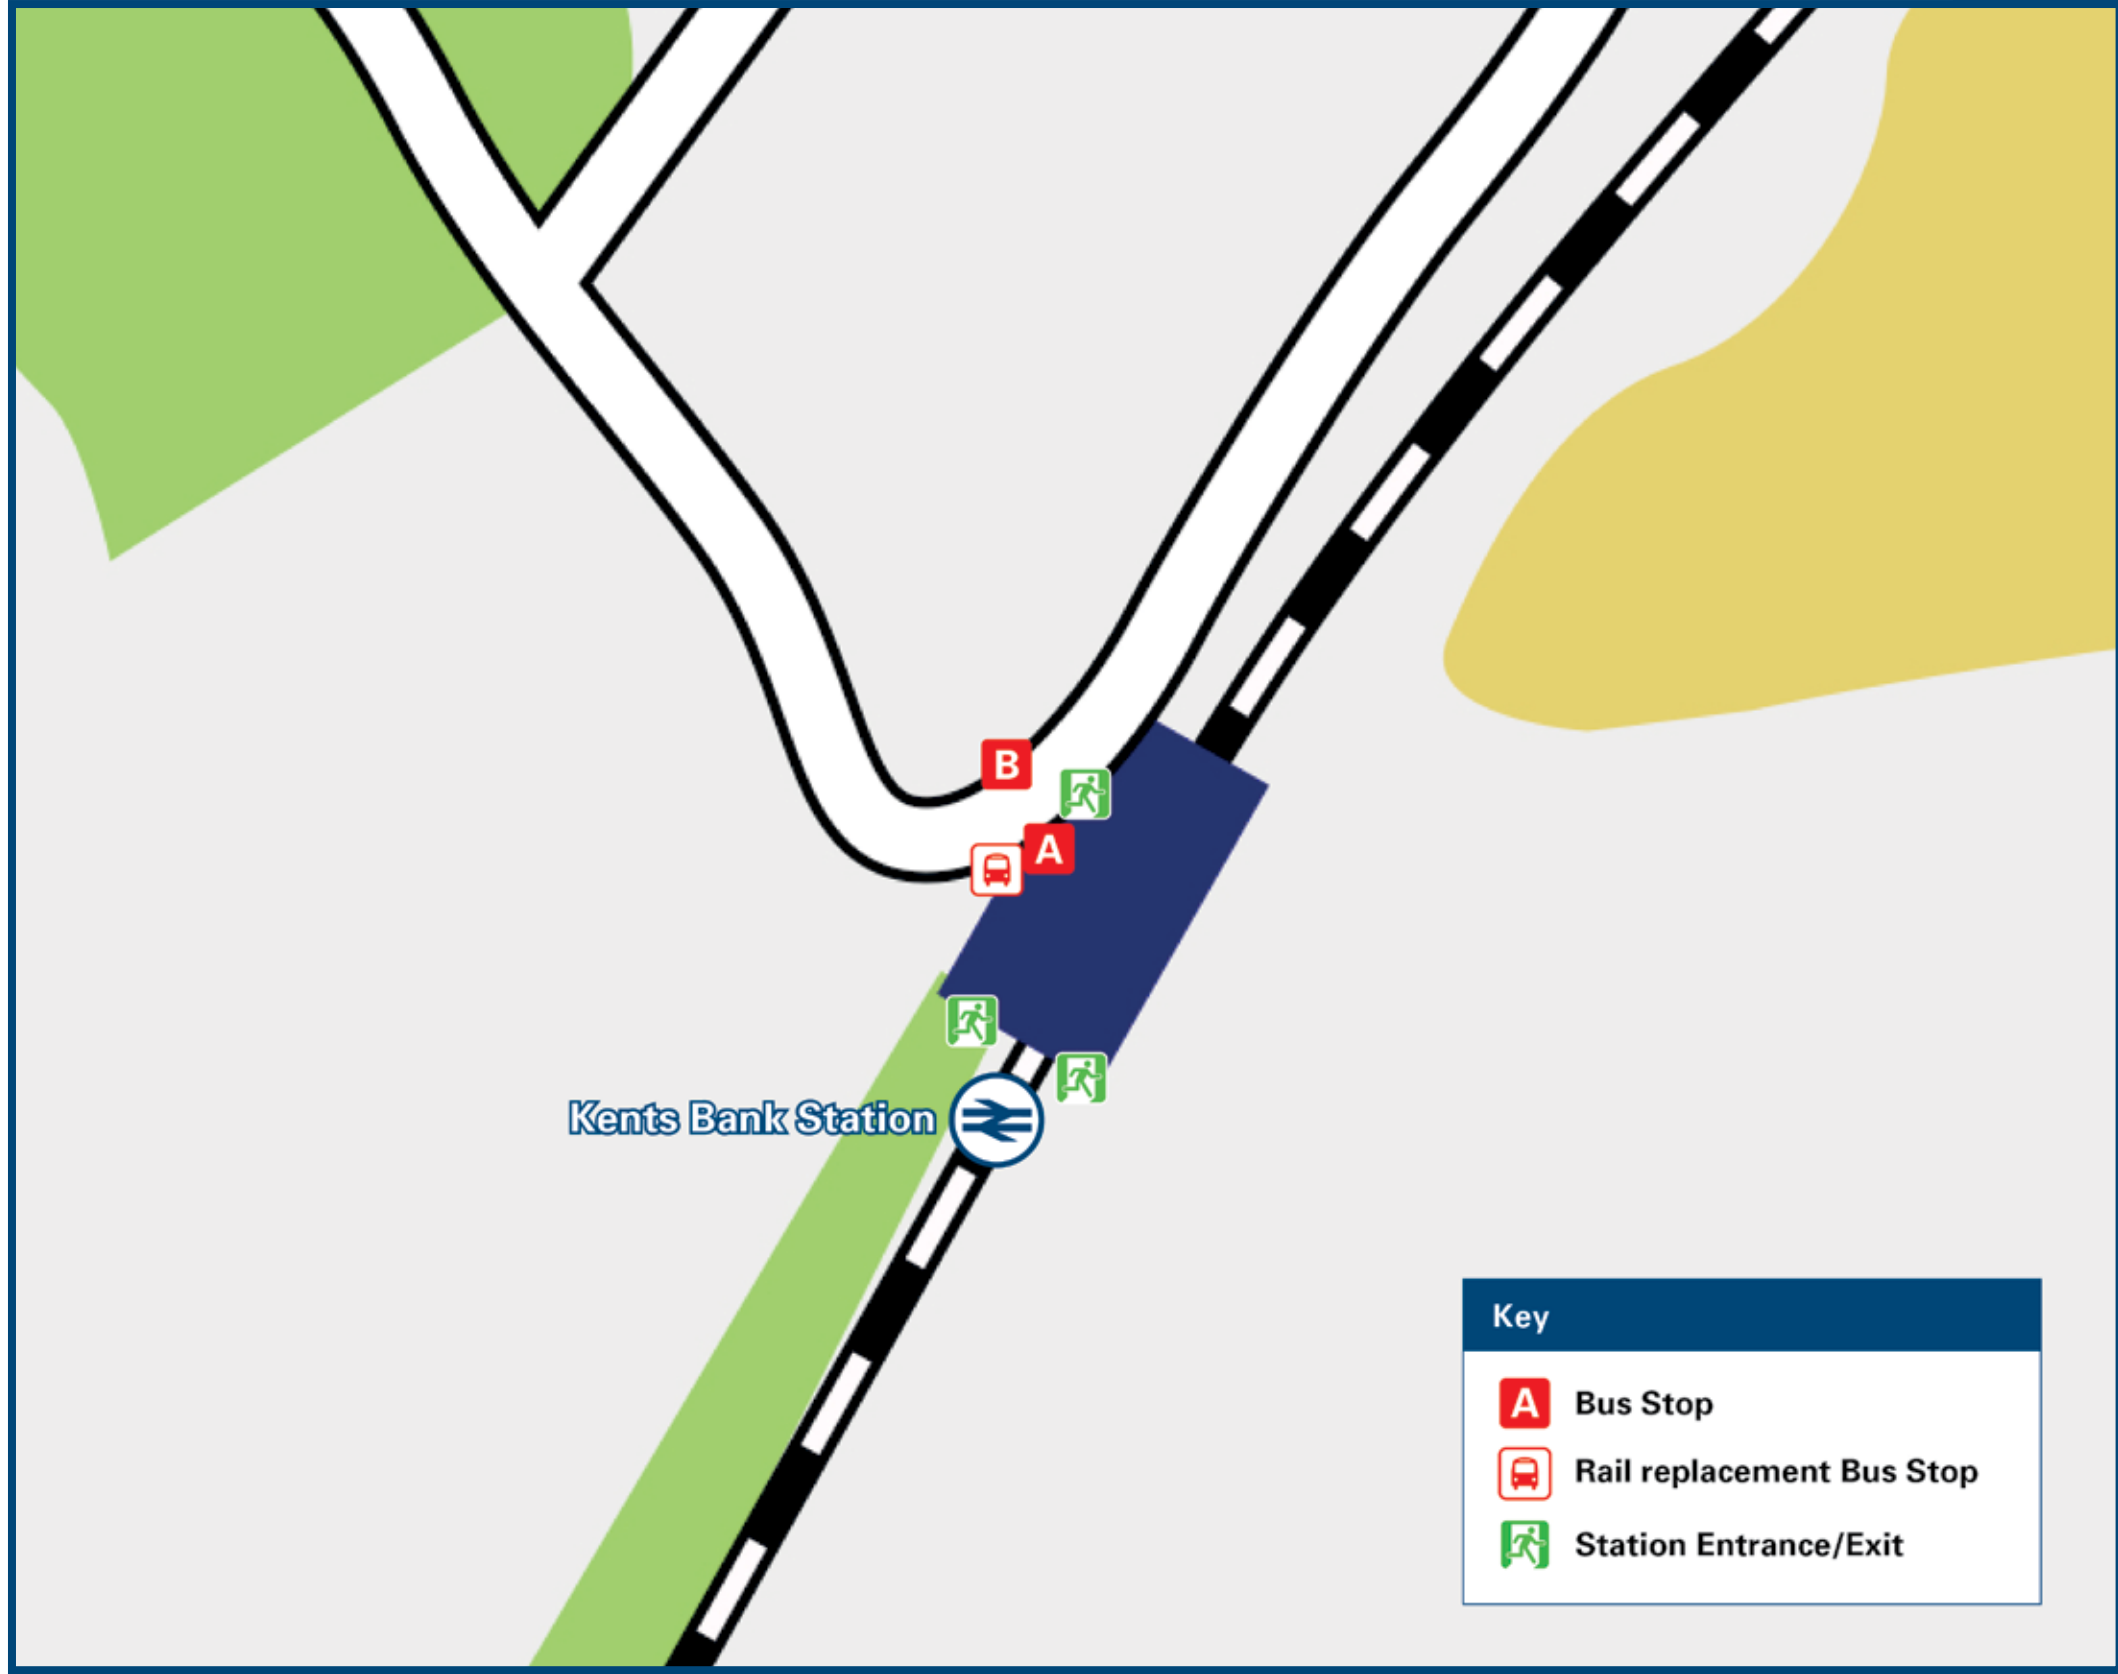 B
A
Kents Bank Station
Key
A Bus Stop
Rail replacement Bus Stop
Station Entrance/Exit